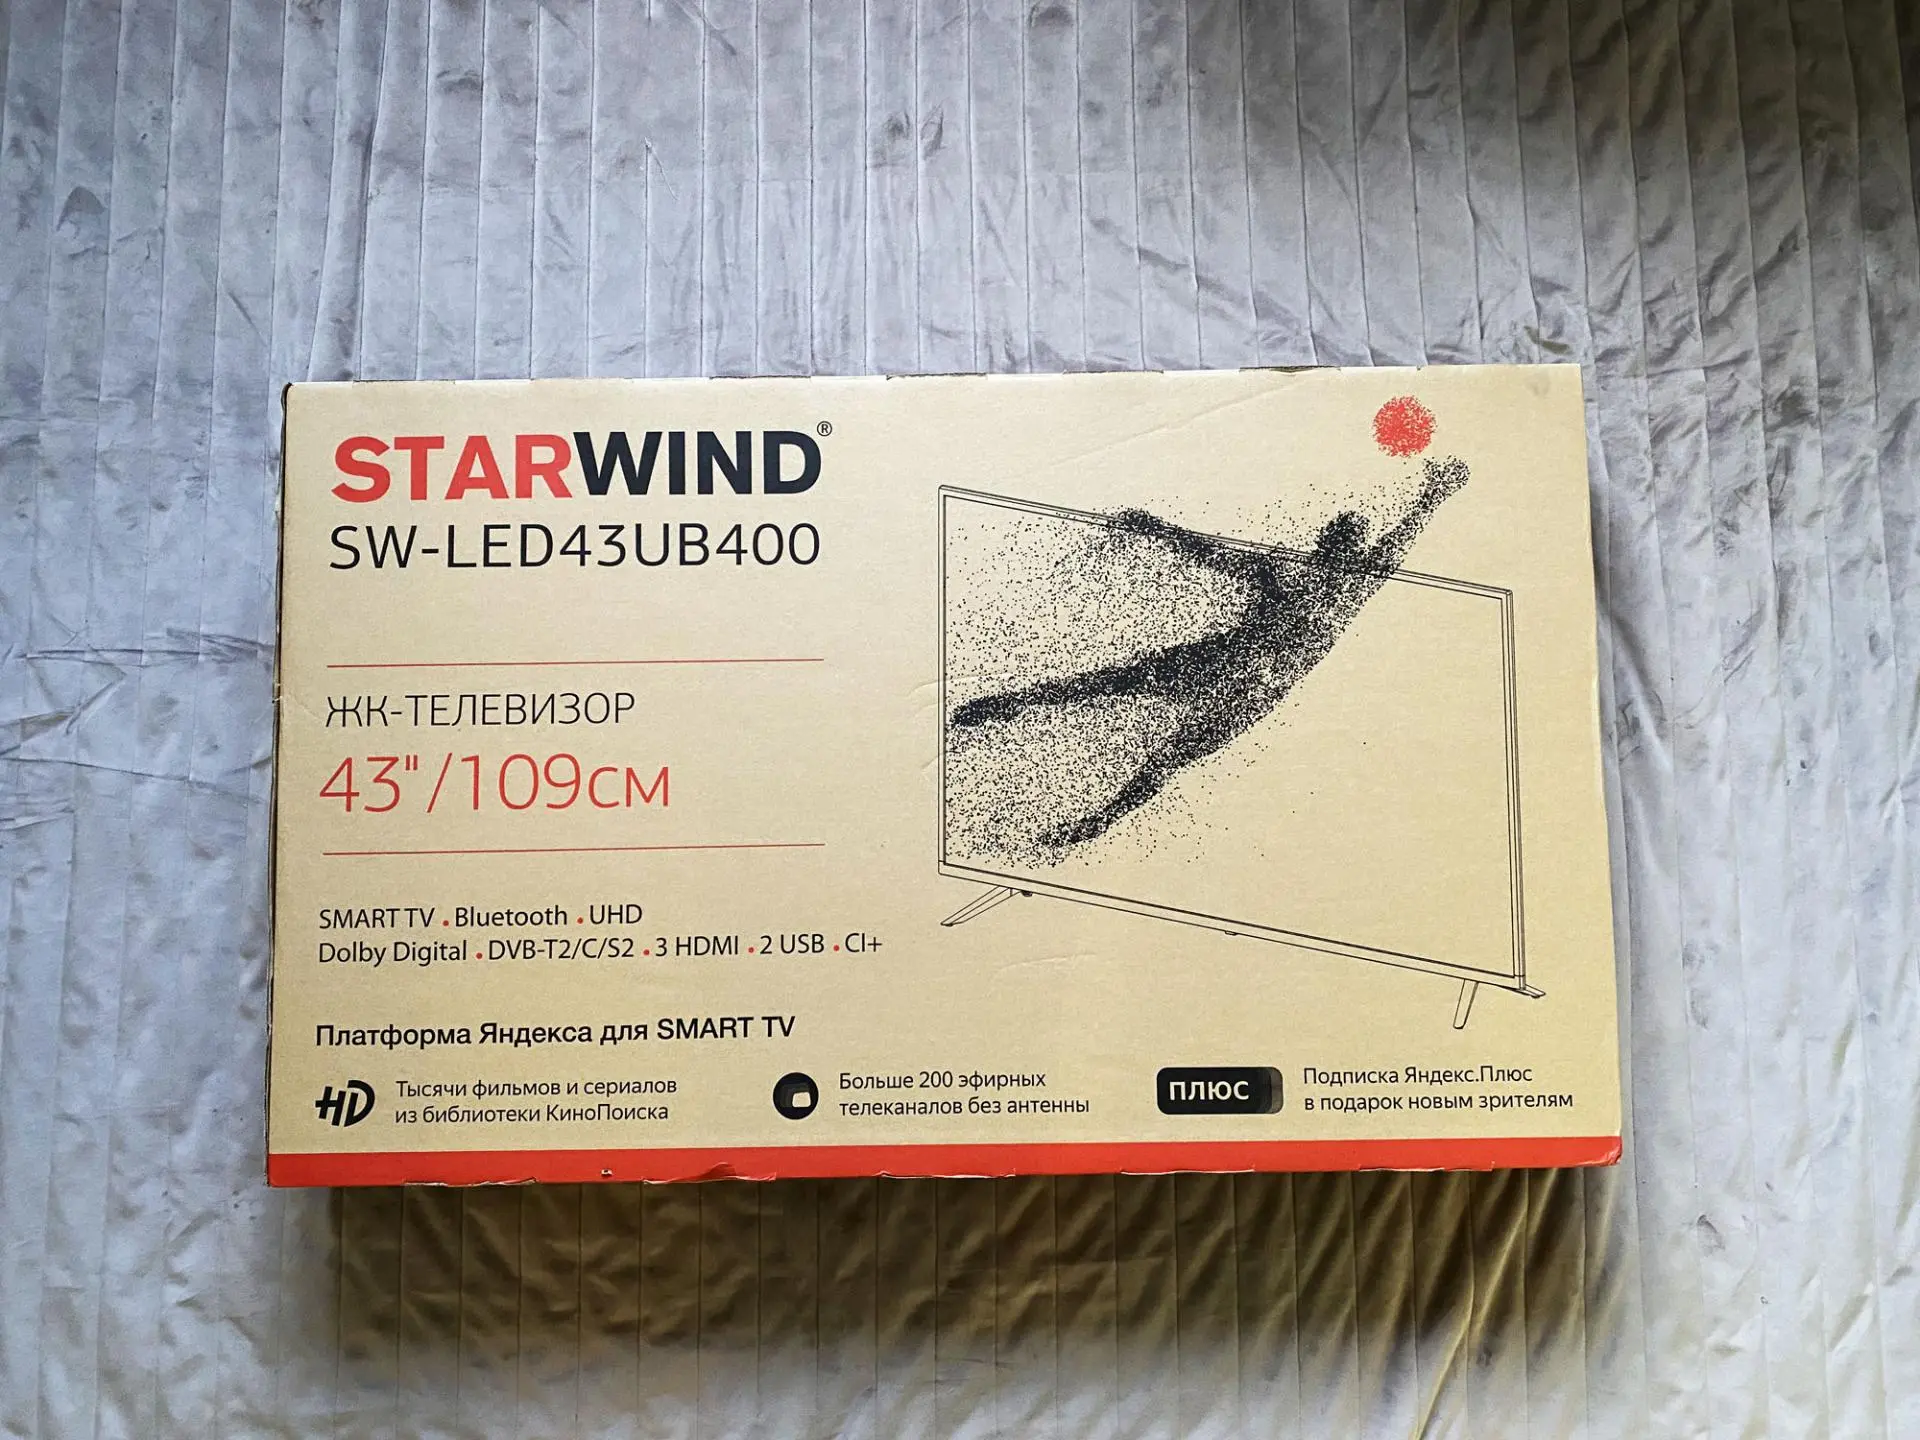 STARWIND®
SW-LED43UB400
ЖК-ТЕЛЕВИЗОР
43"/109см
SMART TV . Bluetooth . UHD
Dolby Digital . DVB-T2/C/S2 . 3 HDMI . 2 USB . CI+
Платформа Яндекса для SMART TV
HD
Тысячи фильмов и сериалов
из библиотеки КиноПоиска
Больше 200 эфирных
телеканалов без антенны
ПЛЮС
Подписка Яндекс.Плюс
в подарок новым зрителям